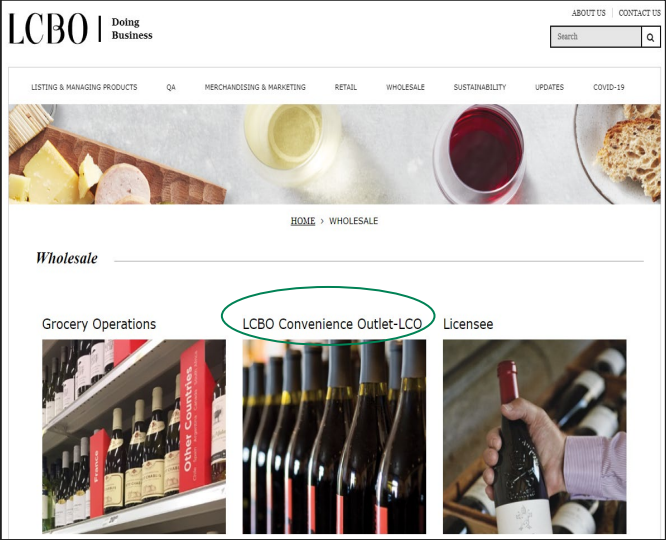 LCBO
Doing
Business
ABOUT US
CONTACT US
Search
LISTING & MANAGING PRODUCTS
QA
MERCHANDISING & MARKETING
RETAIL
WHOLESALE
SUSTAINABILITY
UPDATES
COVID-19
HOME > WHOLESALE
Wholesale
Grocery Operations
LCBO Convenience Outlet-LCO
Licensee
France
Other Countries